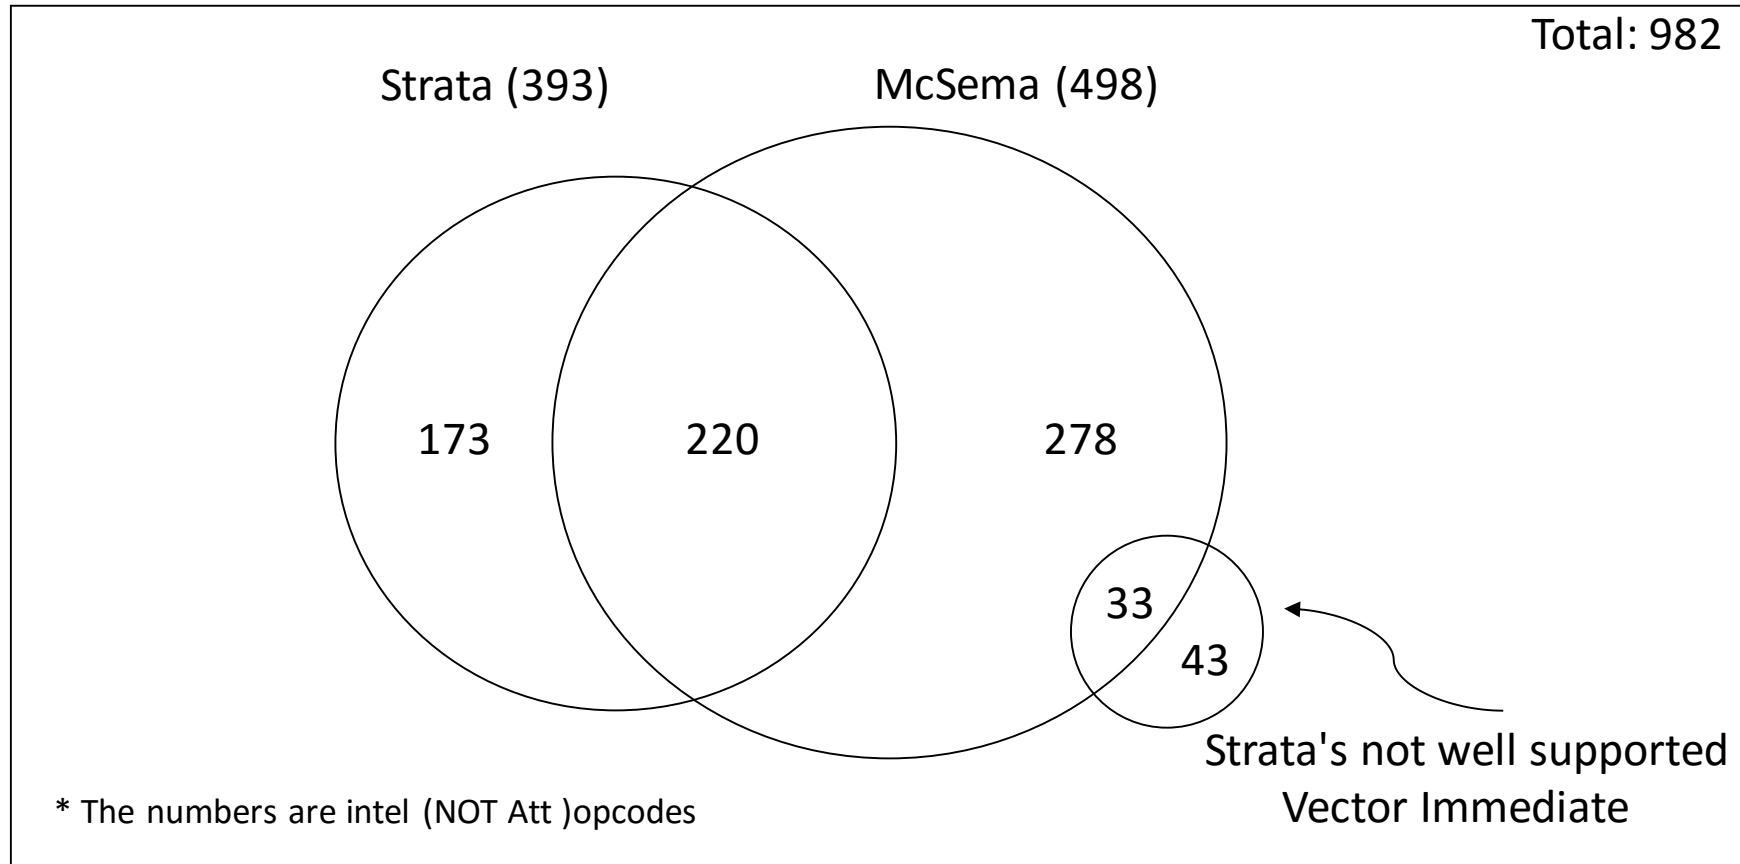 Total: 982
Strata (393)
McSema (498)
173
220
278
33
43
Strata's not well supported
Vector Immediate
* The numbers are intel (NOT Att )opcodes